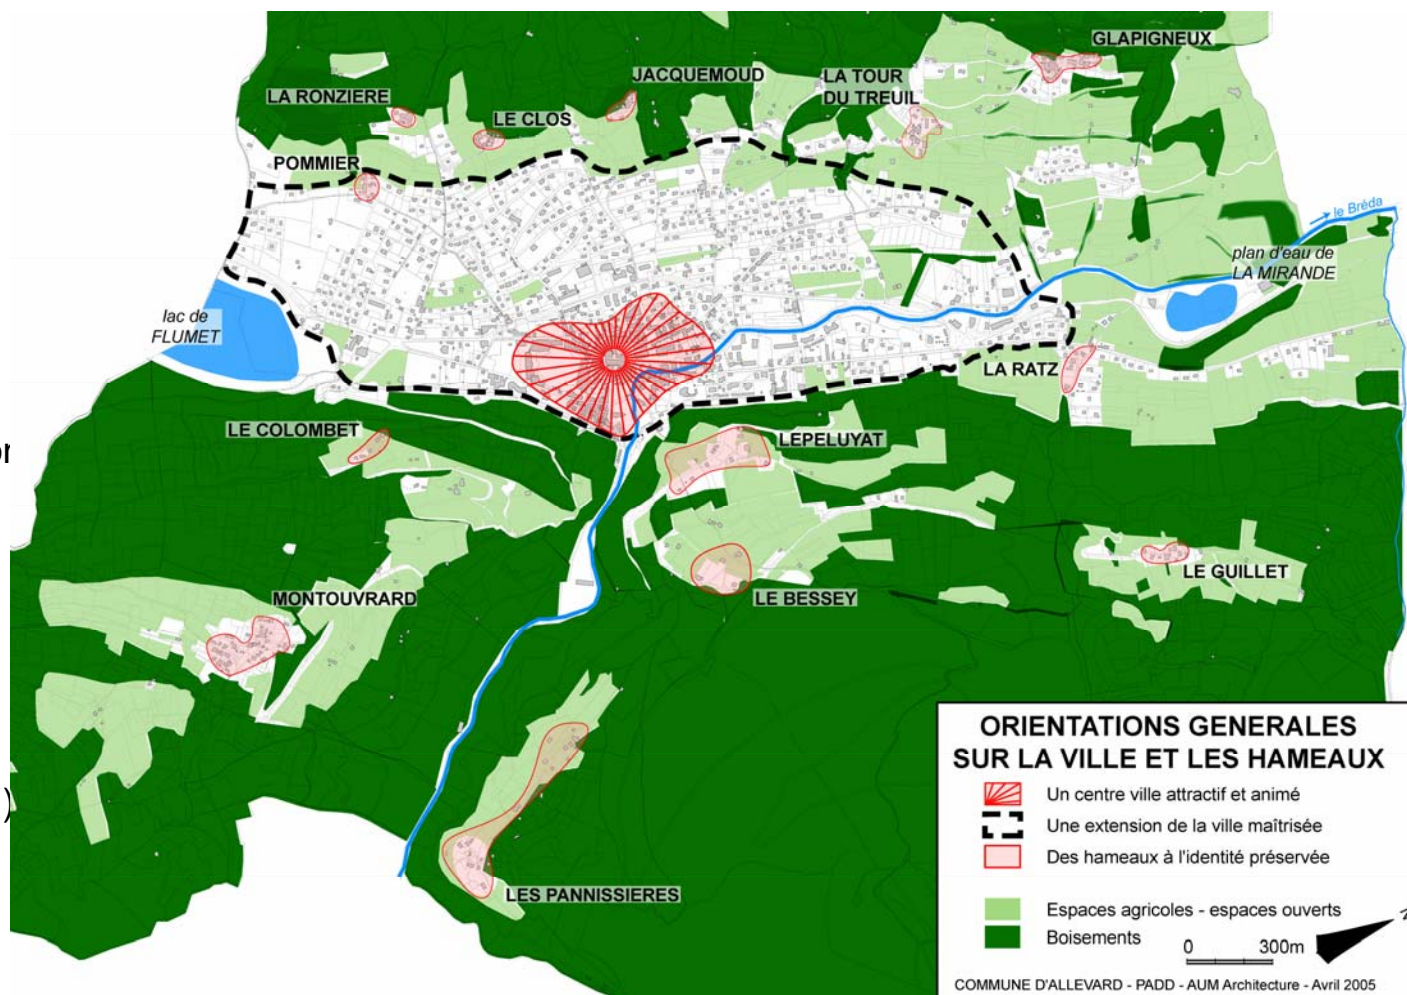 GLAPIGNEUX
JACQUEMOUD
LA TOUR
DU TREUIL
LA RONZIERE
LE CLOS
POMMIER
le Bréda
plan d'eau de
LA MIRANDE
lac de
FLUMET
LA RATZ
LE COLOMBET
LEPELUYAT
LE GUILLET
MONTOUVRARD
LE BESSEY
LES PANNISSIERES
ORIENTATIONS GENERALES
SUR LA VILLE ET LES HAMEAUX
Un centre ville attractif et animé
Une extension de la ville maîtrisée
Des hameaux à l'identité préservée
Espaces agricoles - espaces ouverts
Boisements
0 300m
COMMUNE D'ALLEVARD - PADD - AUM Architecture - Avril 2005